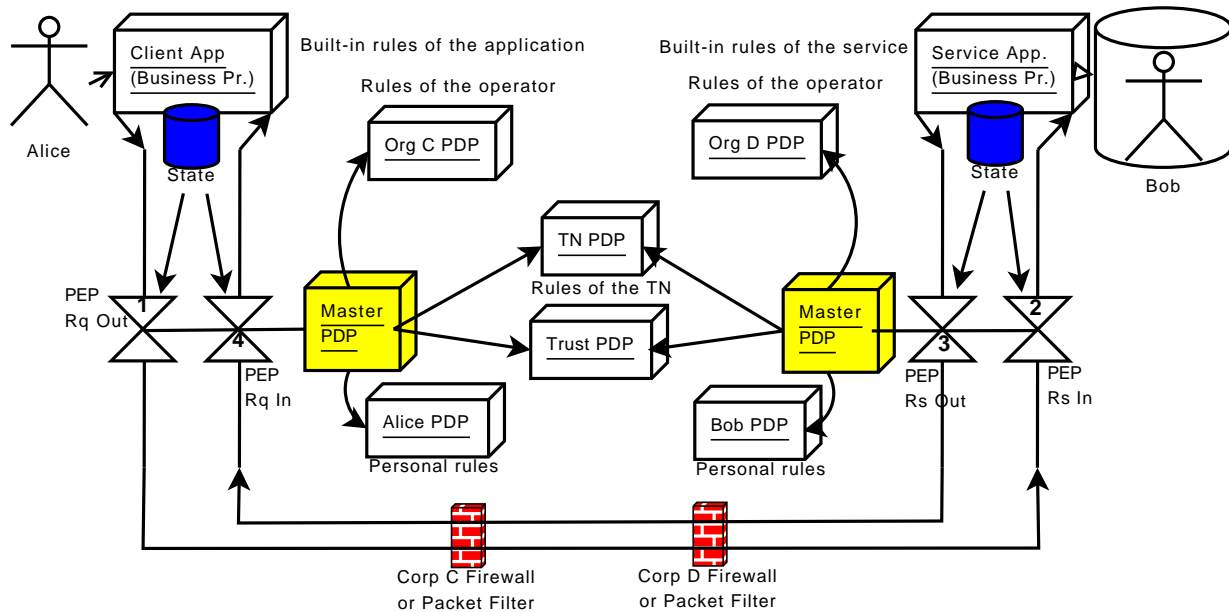 Client App
(Business Pr.)
Built-in rules of the application
Built-in rules of the service
Service App.
(Business Pr.)
Rules of the operator
Rules of the operator
Alice
Org C PDP
Org D PDP
State
State
Bob
TN PDP
Rules of the TN
PEP
Rq Out
1
4
Master
PDP
Trust PDP
Master
PDP
2
3
PEP
Rq In
PEP
Rs Out
PEP
Rs In
Alice PDP
Bob PDP
Personal rules
Personal rules
Corp C Firewall
or Packet Filter
Corp D Firewall
or Packet Filter